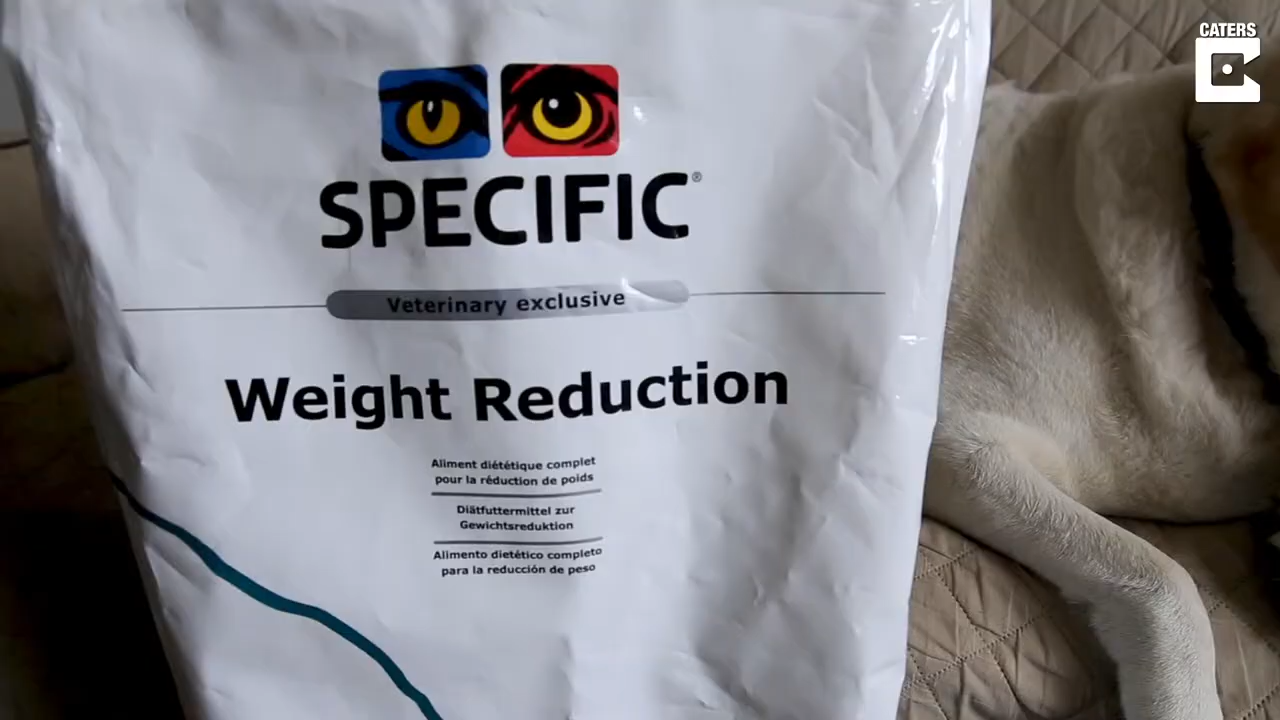 CATERS
SPECIFIC®
Veterinary exclusive
Weight Reduction
Aliment diététique complet
pour la réduction de poids
Diätfuttermittel zur
Gewichtsreduktion
Alimento dietético completo
para la reducción de peso